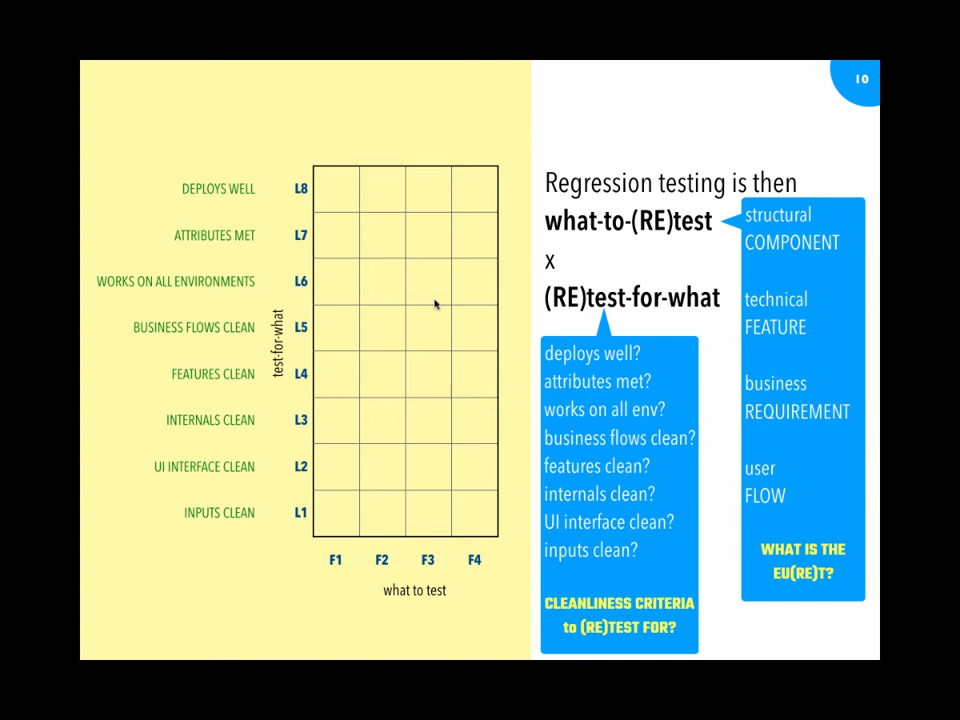 10
DEPLOYS WELL L8
ATTRIBUTES MET L7
WORKS ON ALL ENVIRONMENTS L6
BUSINESS FLOWS CLEAN L5
FEATURES CLEAN L4
INTERNALS CLEAN L3
UI INTERFACE CLEAN L2
INPUTS CLEAN L1
test-for-what
F1 F2 F3 F4
what to test
Regression testing is then
what-to-(RE)test
x
(RE)test-for-what
deploys well?
attributes met?
works on all env?
business flows clean?
features clean?
internals clean?
UI interface clean?
inputs clean?
CLEANLINESS CRITERIA
to (RE)TEST FOR?
structural
COMPONENT
technical
FEATURE
business
REQUIREMENT
user
FLOW
WHAT IS THE
EU(RE)T?